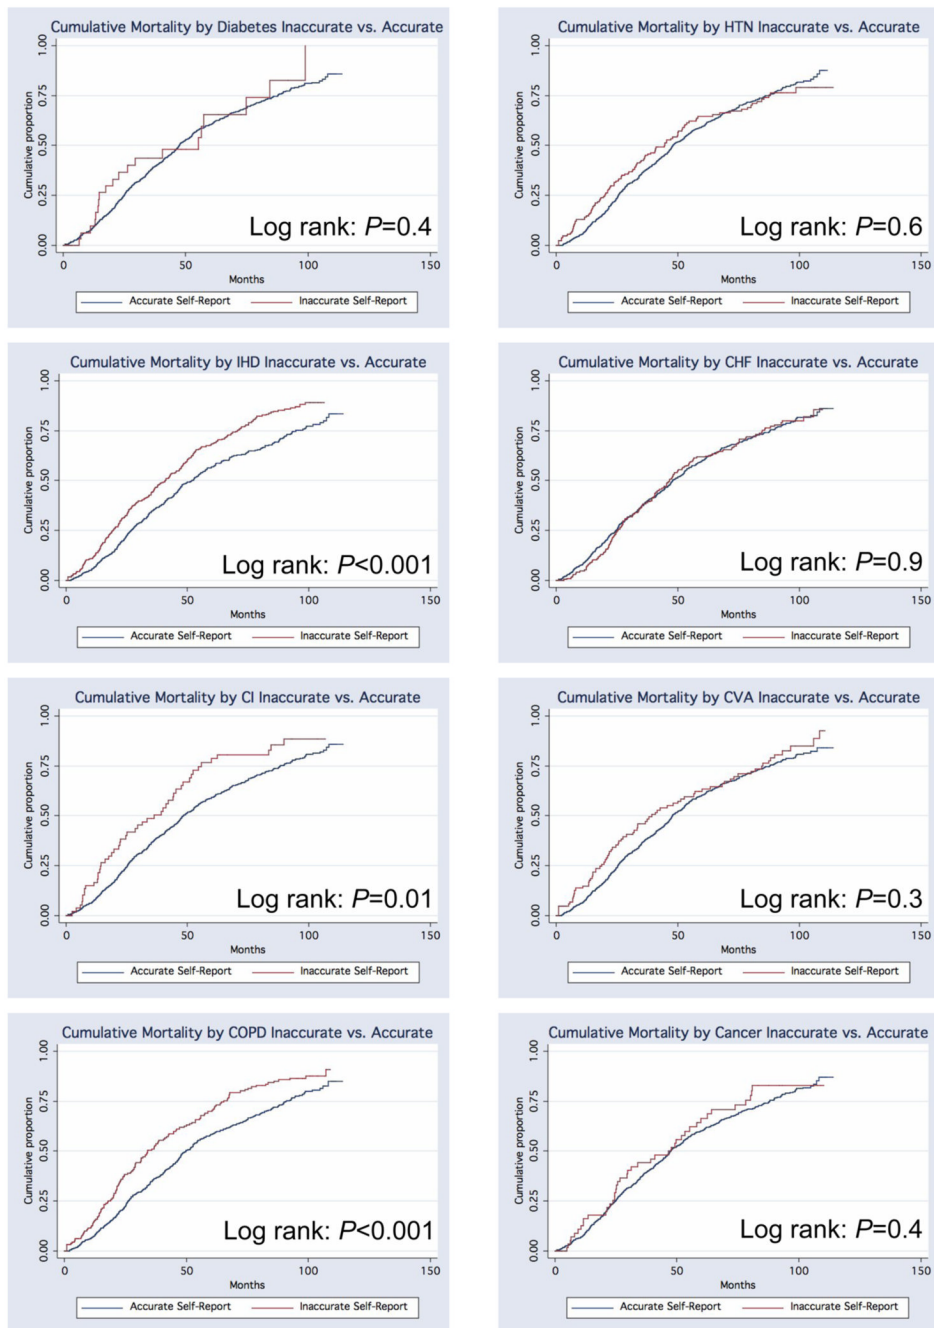 Cumulative Mortality by Diabetes Inaccurate vs. Accurate
Cumulative proportion
1.00
0.75
0.50
0.25
0.00
Log rank: P=0.4
0 50 100 150
Months
Accurate Self-Report Inaccurate Self-Report
Cumulative Mortality by HTN Inaccurate vs. Accurate
Cumulative proportion
1.00
0.75
0.50
0.25
0.00
Log rank: P=0.6
0 50 100 150
Months
Accurate Self-Report Inaccurate Self-Report
Cumulative Mortality by IHD Inaccurate vs. Accurate
Cumulative proportion
1.00
0.75
0.50
0.25
0.00
Log rank: P<0.001
0 50 100 150
Months
Accurate Self-Report Inaccurate Self-Report
Cumulative Mortality by CHF Inaccurate vs. Accurate
Cumulative proportion
1.00
0.75
0.50
0.25
0.00
Log rank: P=0.9
0 50 100 150
Months
Accurate Self-Report Inaccurate Self-Report
Cumulative Mortality by CI Inaccurate vs. Accurate
Cumulative proportion
1.00
0.75
0.50
0.25
0.00
Log rank: P=0.01
0 50 100 150
Months
Accurate Self-Report Inaccurate Self-Report
Cumulative Mortality by CVA Inaccurate vs. Accurate
Cumulative proportion
1.00
0.75
0.50
0.25
0.00
Log rank: P=0.3
0 50 100 150
Months
Accurate Self-Report Inaccurate Self-Report
Cumulative Mortality by COPD Inaccurate vs. Accurate
Cumulative proportion
1.00
0.75
0.50
0.25
0.00
Log rank: P<0.001
0 50 100 150
Months
Accurate Self-Report Inaccurate Self-Report
Cumulative Mortality by Cancer Inaccurate vs. Accurate
Cumulative proportion
1.00
0.75
0.50
0.25
0.00
Log rank: P=0.4
0 50 100 150
Months
Accurate Self-Report Inaccurate Self-Report